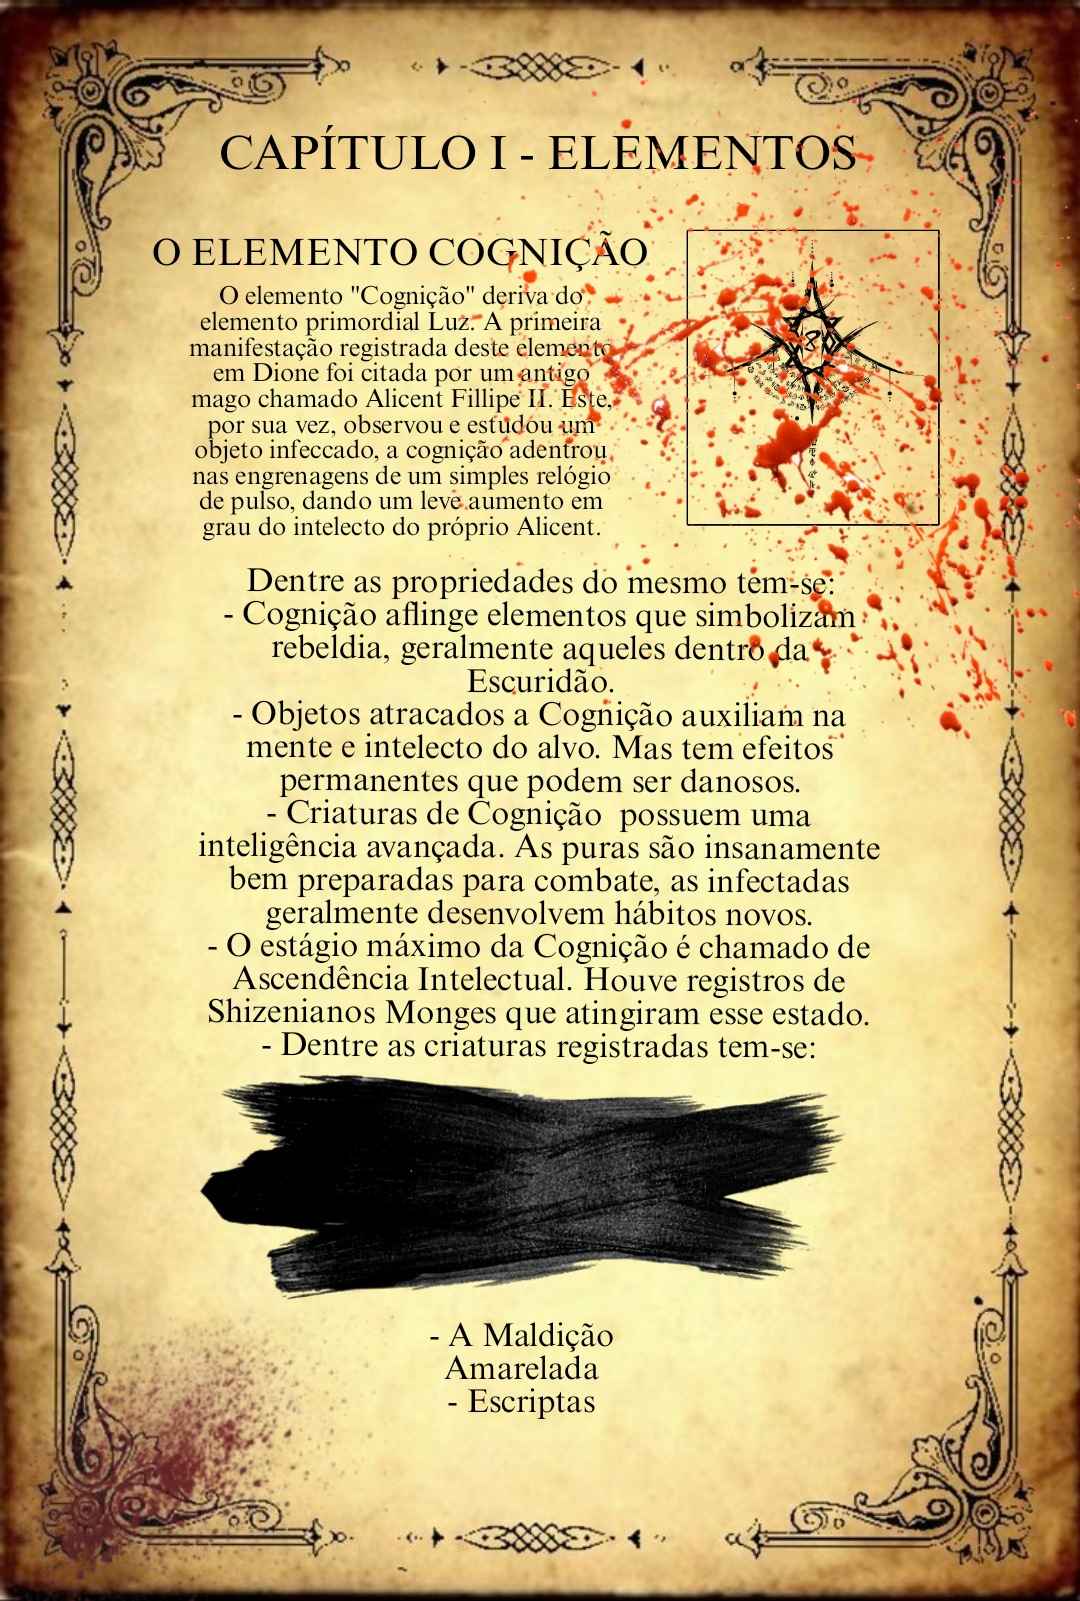 CAPÍTULO I - ELEMENTOS
O ELEMENTO COGNIÇÃO
O elemento "Cognição" deriva do
elemento primordial Luz. A primeira
manifestação registrada deste elemento
em Dione foi citada por um antigo
mago chamado Alicent Fillipe II. Este,
por sua vez, observou e estudou um
objeto infeccado, a cognição adentrou
nas engrenagens de um simples relógio
de pulso, dando um leve aumento em
grau do intelecto do próprio Alicent.
Dentre as propriedades do mesmo tem-se:
- Cognição aflinge elementos que simbolizam
rebeldia, geralmente aqueles dentro da
Escuridão.
- Objetos atracados a Cognição auxiliam na
mente e intelecto do alvo. Mas tem efeitos
permanentes que podem ser danosos.
- Criaturas de Cognição  possuem uma
inteligência avançada. As puras são insanamente
bem preparadas para combate, as infectadas
geralmente desenvolvem hábitos novos.
- O estágio máximo da Cognição é chamado de
Ascendência Intelectual. Houve registros de
Shizenianos Monges que atingiram esse estado.
- Dentre as criaturas registradas tem-se:
- A Maldição
Amarelada
- Escriptas